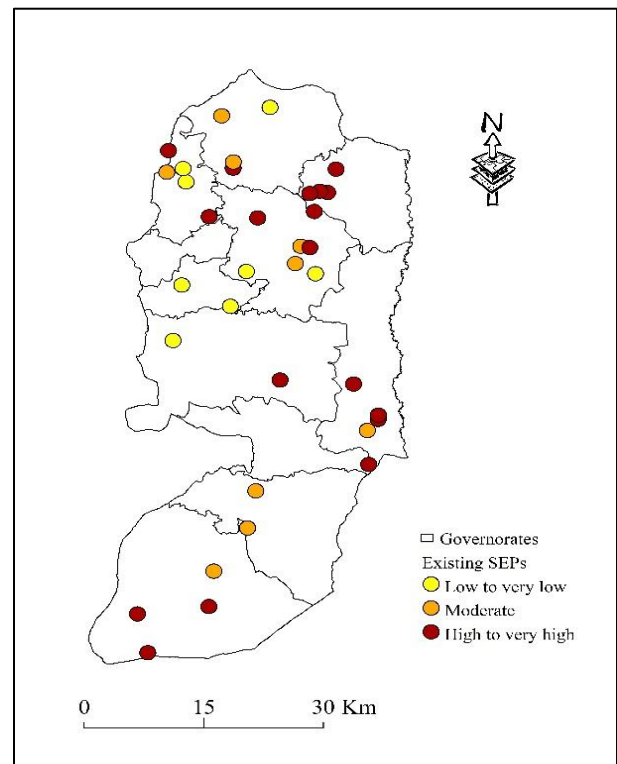 N
Governorates
Existing SEPs
Low to very low
Moderate
High to very high
0 15 30 Km